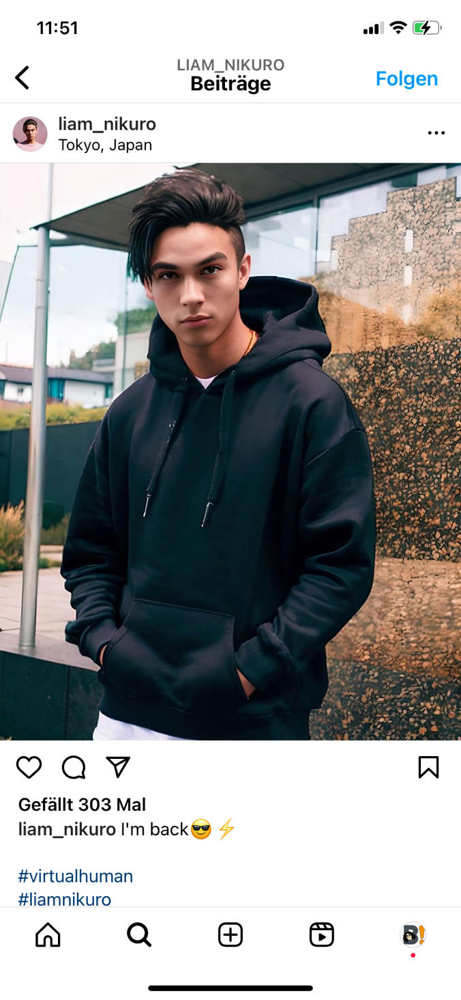 11:51
LIAM_NIKURO
Beiträge
Folgen
liam_nikuro
Tokyo, Japan
Gefällt 303 Mal
liam_nikuro I'm back😎⚡
#virtualhuman
#liamnikuro
B!